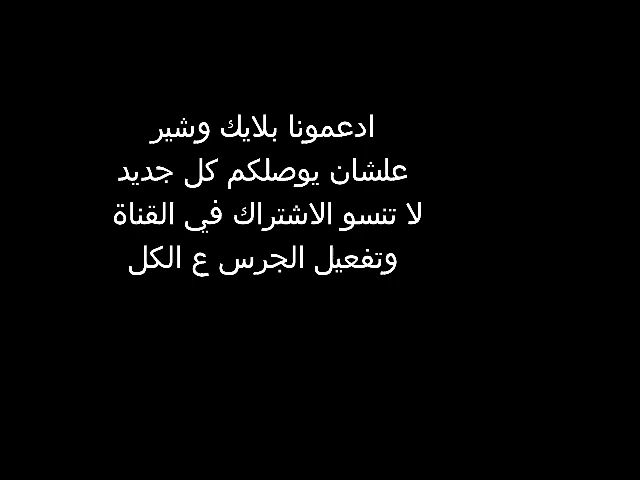 ادعمونا بلايك وشير
علشان يوصلكم كل جديد
لا تنسو الاشتراك في القناة
وتفعيل الجرس ع الكل